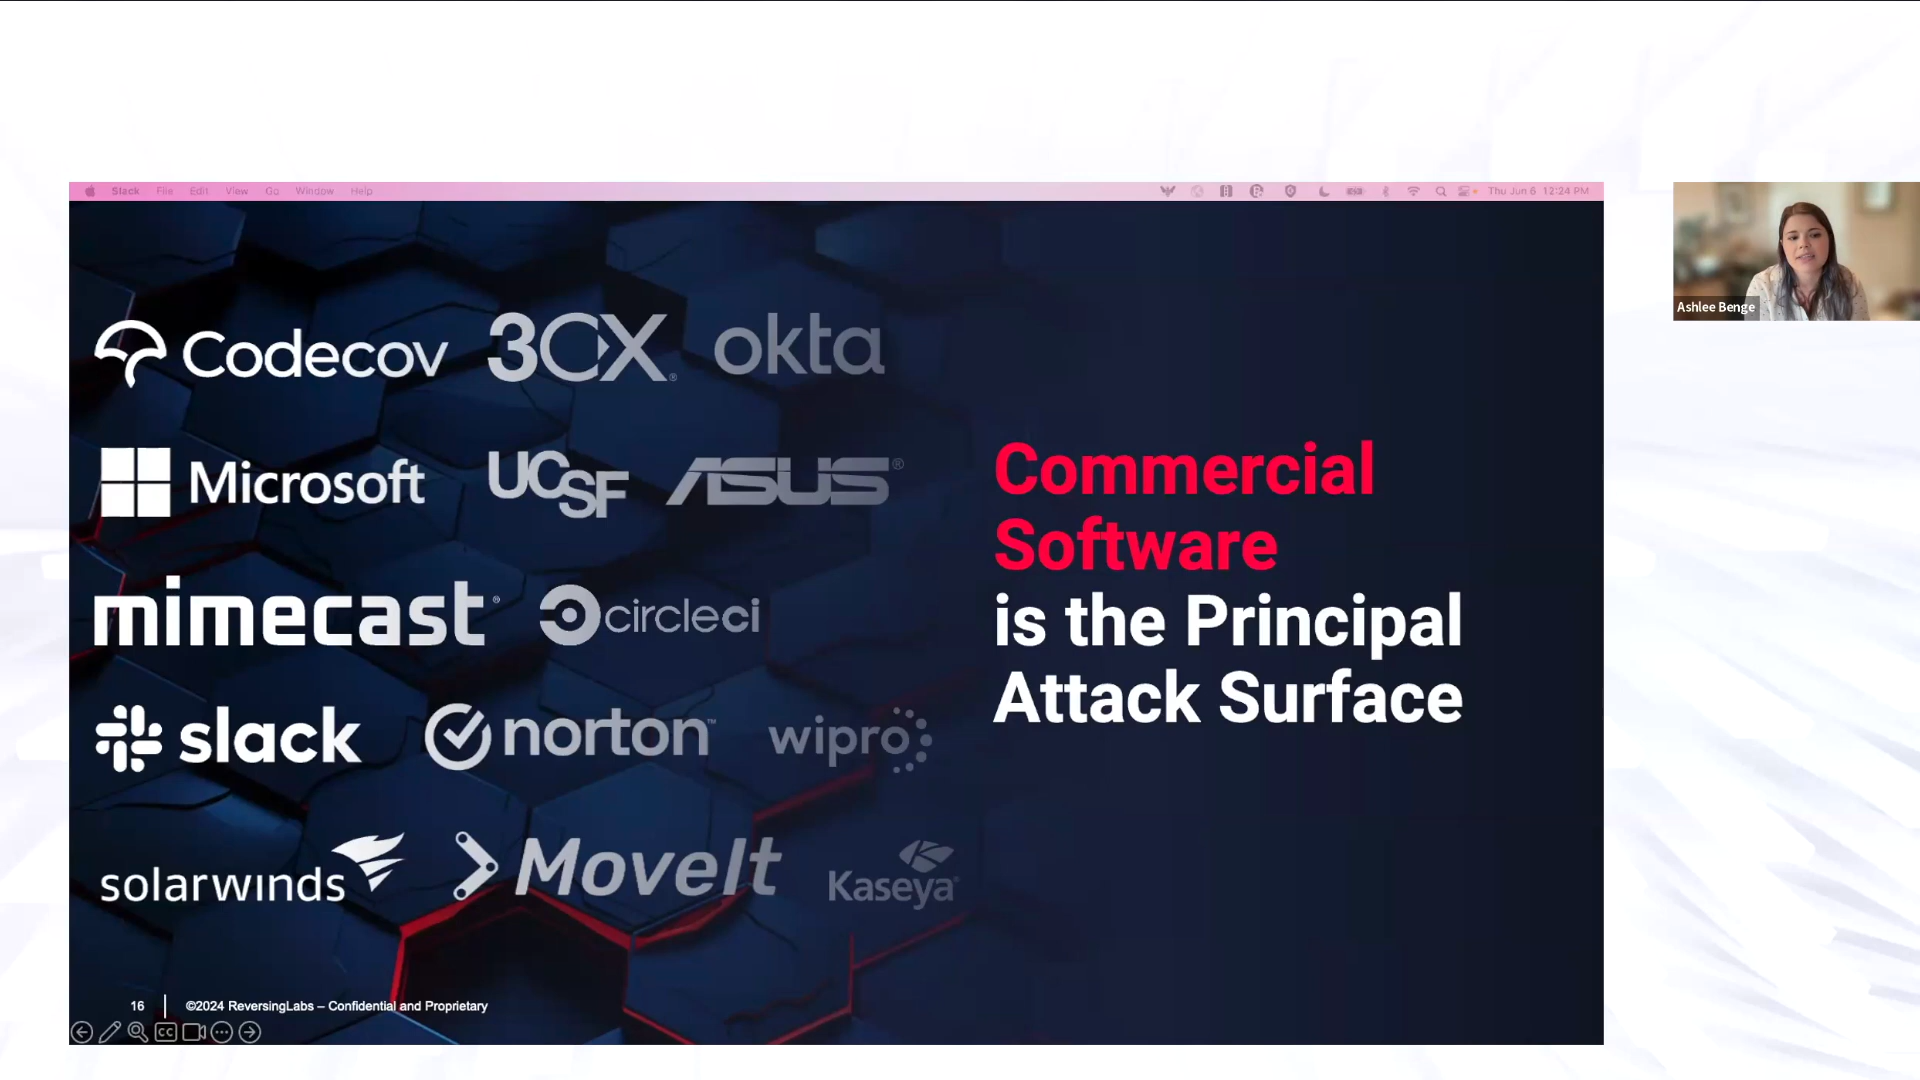 Slack File Edit View Go Window Help Thu Jun 6 12:24 PM
Codecov 3CX® okta
Microsoft UCSF ASUS®
Commercial
Software
is the Principal
Attack Surface
mimecast® circleci
slack norton™ wipro
solarwinds MoveIt Kaseya®
16 | ©2024 ReversingLabs – Confidential and Proprietary
CC
Ashlee Benge